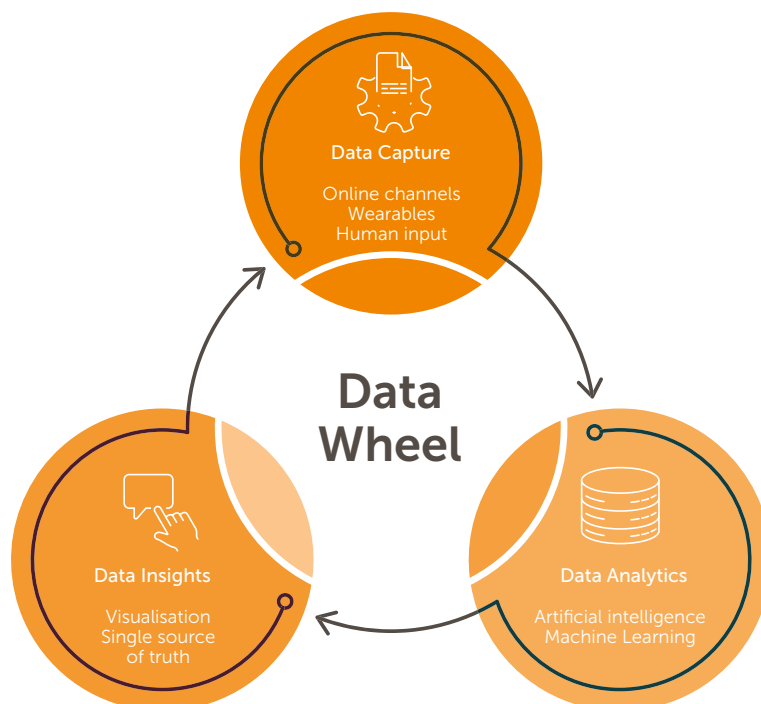 Data Capture
Online channels
Wearables
Human input
Data
Wheel
Data Insights
Visualisation
Single source
of truth
Data Analytics
Artificial intelligence
Machine Learning